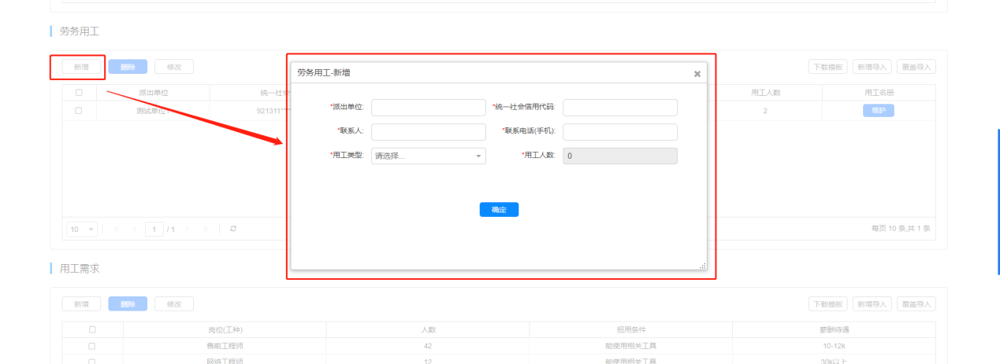 劳务用工
新增 删除 修改 下载模板 新增导入 覆盖导入
派出单位 统一社会 用工人数 用工名册
测试单位1 921311*** 2 维护
劳务用工-新增
*派出单位: *统一社会信用代码:
*联系人: *联系电话(手机):
*用工类型: 请选择... *用工人数: 0
确定
10 1 / 1 每页 10 条,共 1 条
用工需求
新增 删除 修改 下载模板 新增导入 覆盖导入
岗位(工种) 人数 招用条件 薪酬待遇
售前工程师 42 能使用相关工具 10-12k
网络工程师 12 能使用相关工具 30k以上